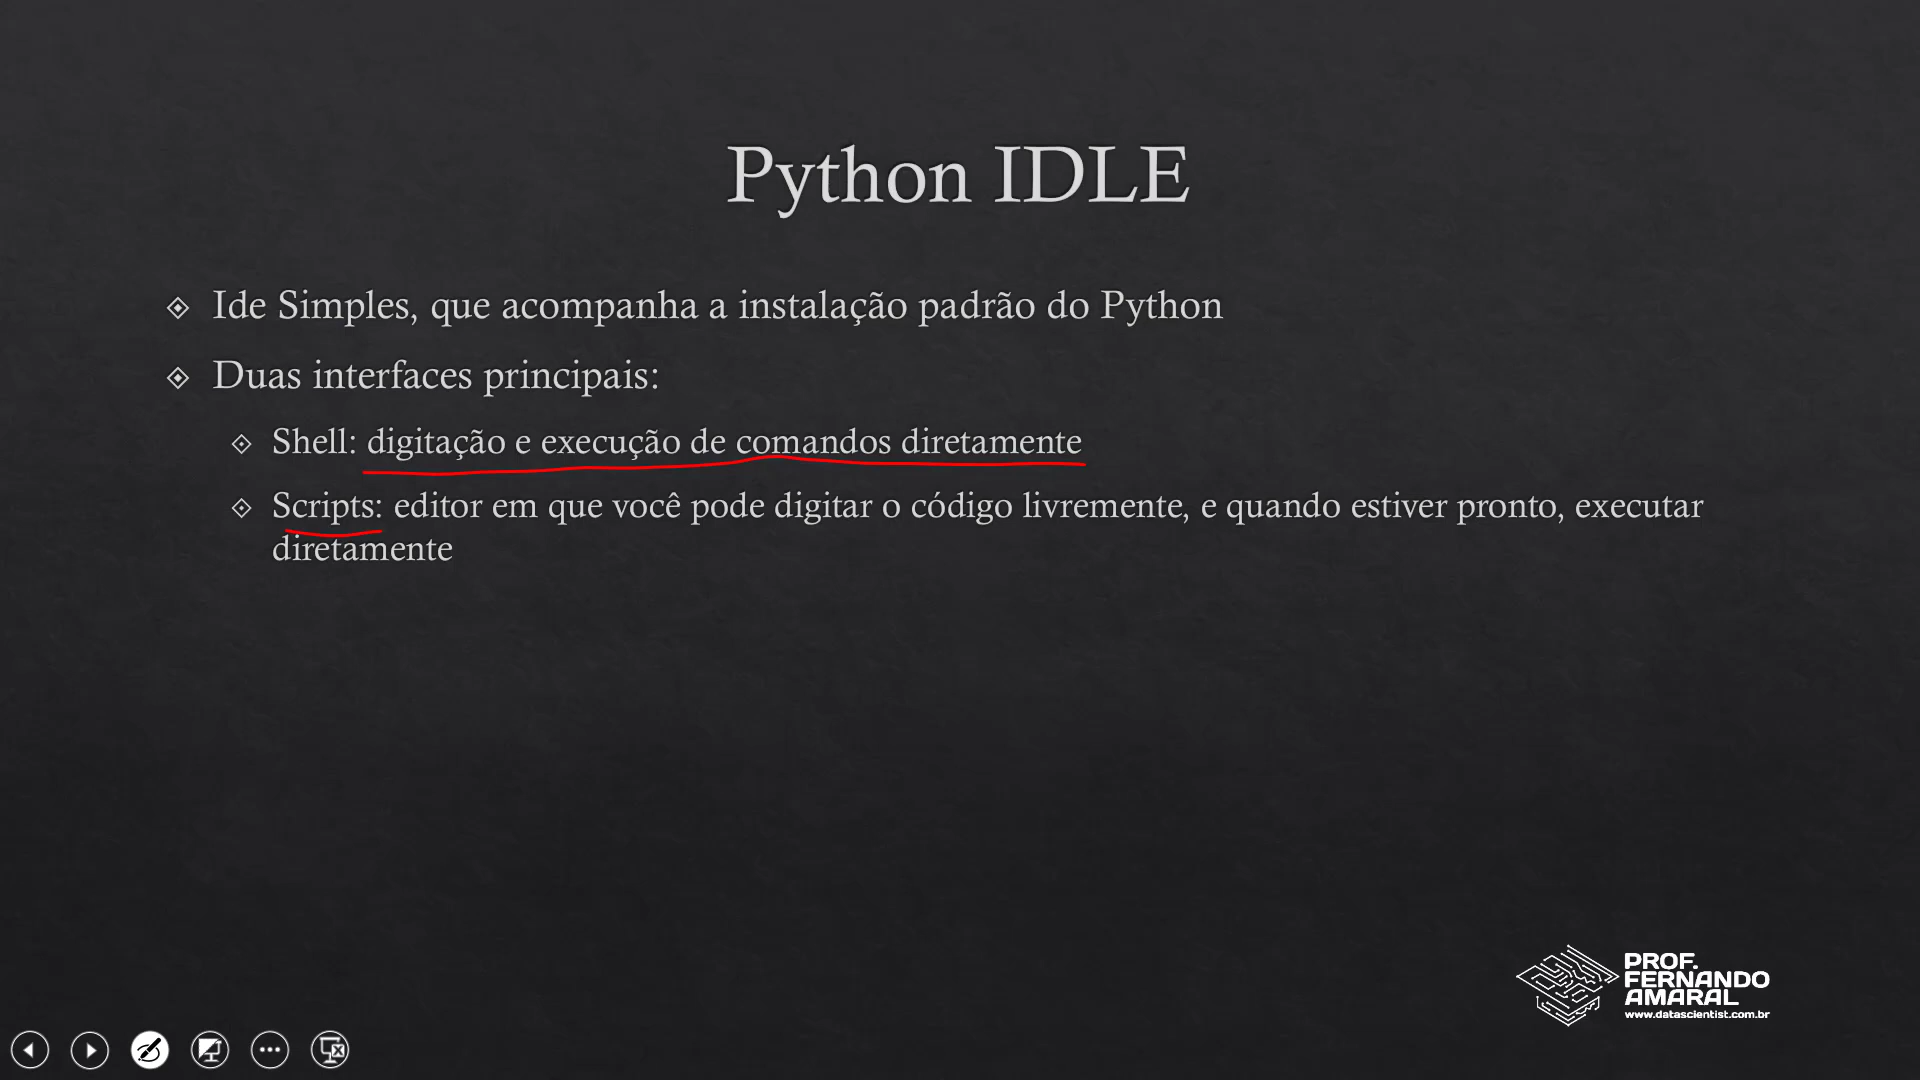 Python IDLE
Ide Simples, que acompanha a instalação padrão do Python
Duas interfaces principais:
Shell: digitação e execução de comandos diretamente
Scripts: editor em que você pode digitar o código livremente, e quando estiver pronto, executar
diretamente
PROF.
FERNANDO
AMARAL
www.datascientist.com.br